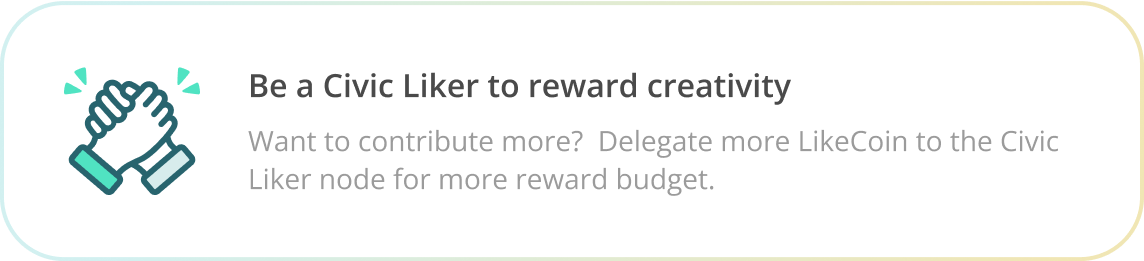 Be a Civic Liker to reward creativity
Want to contribute more?  Delegate more LikeCoin to the Civic
Liker node for more reward budget.